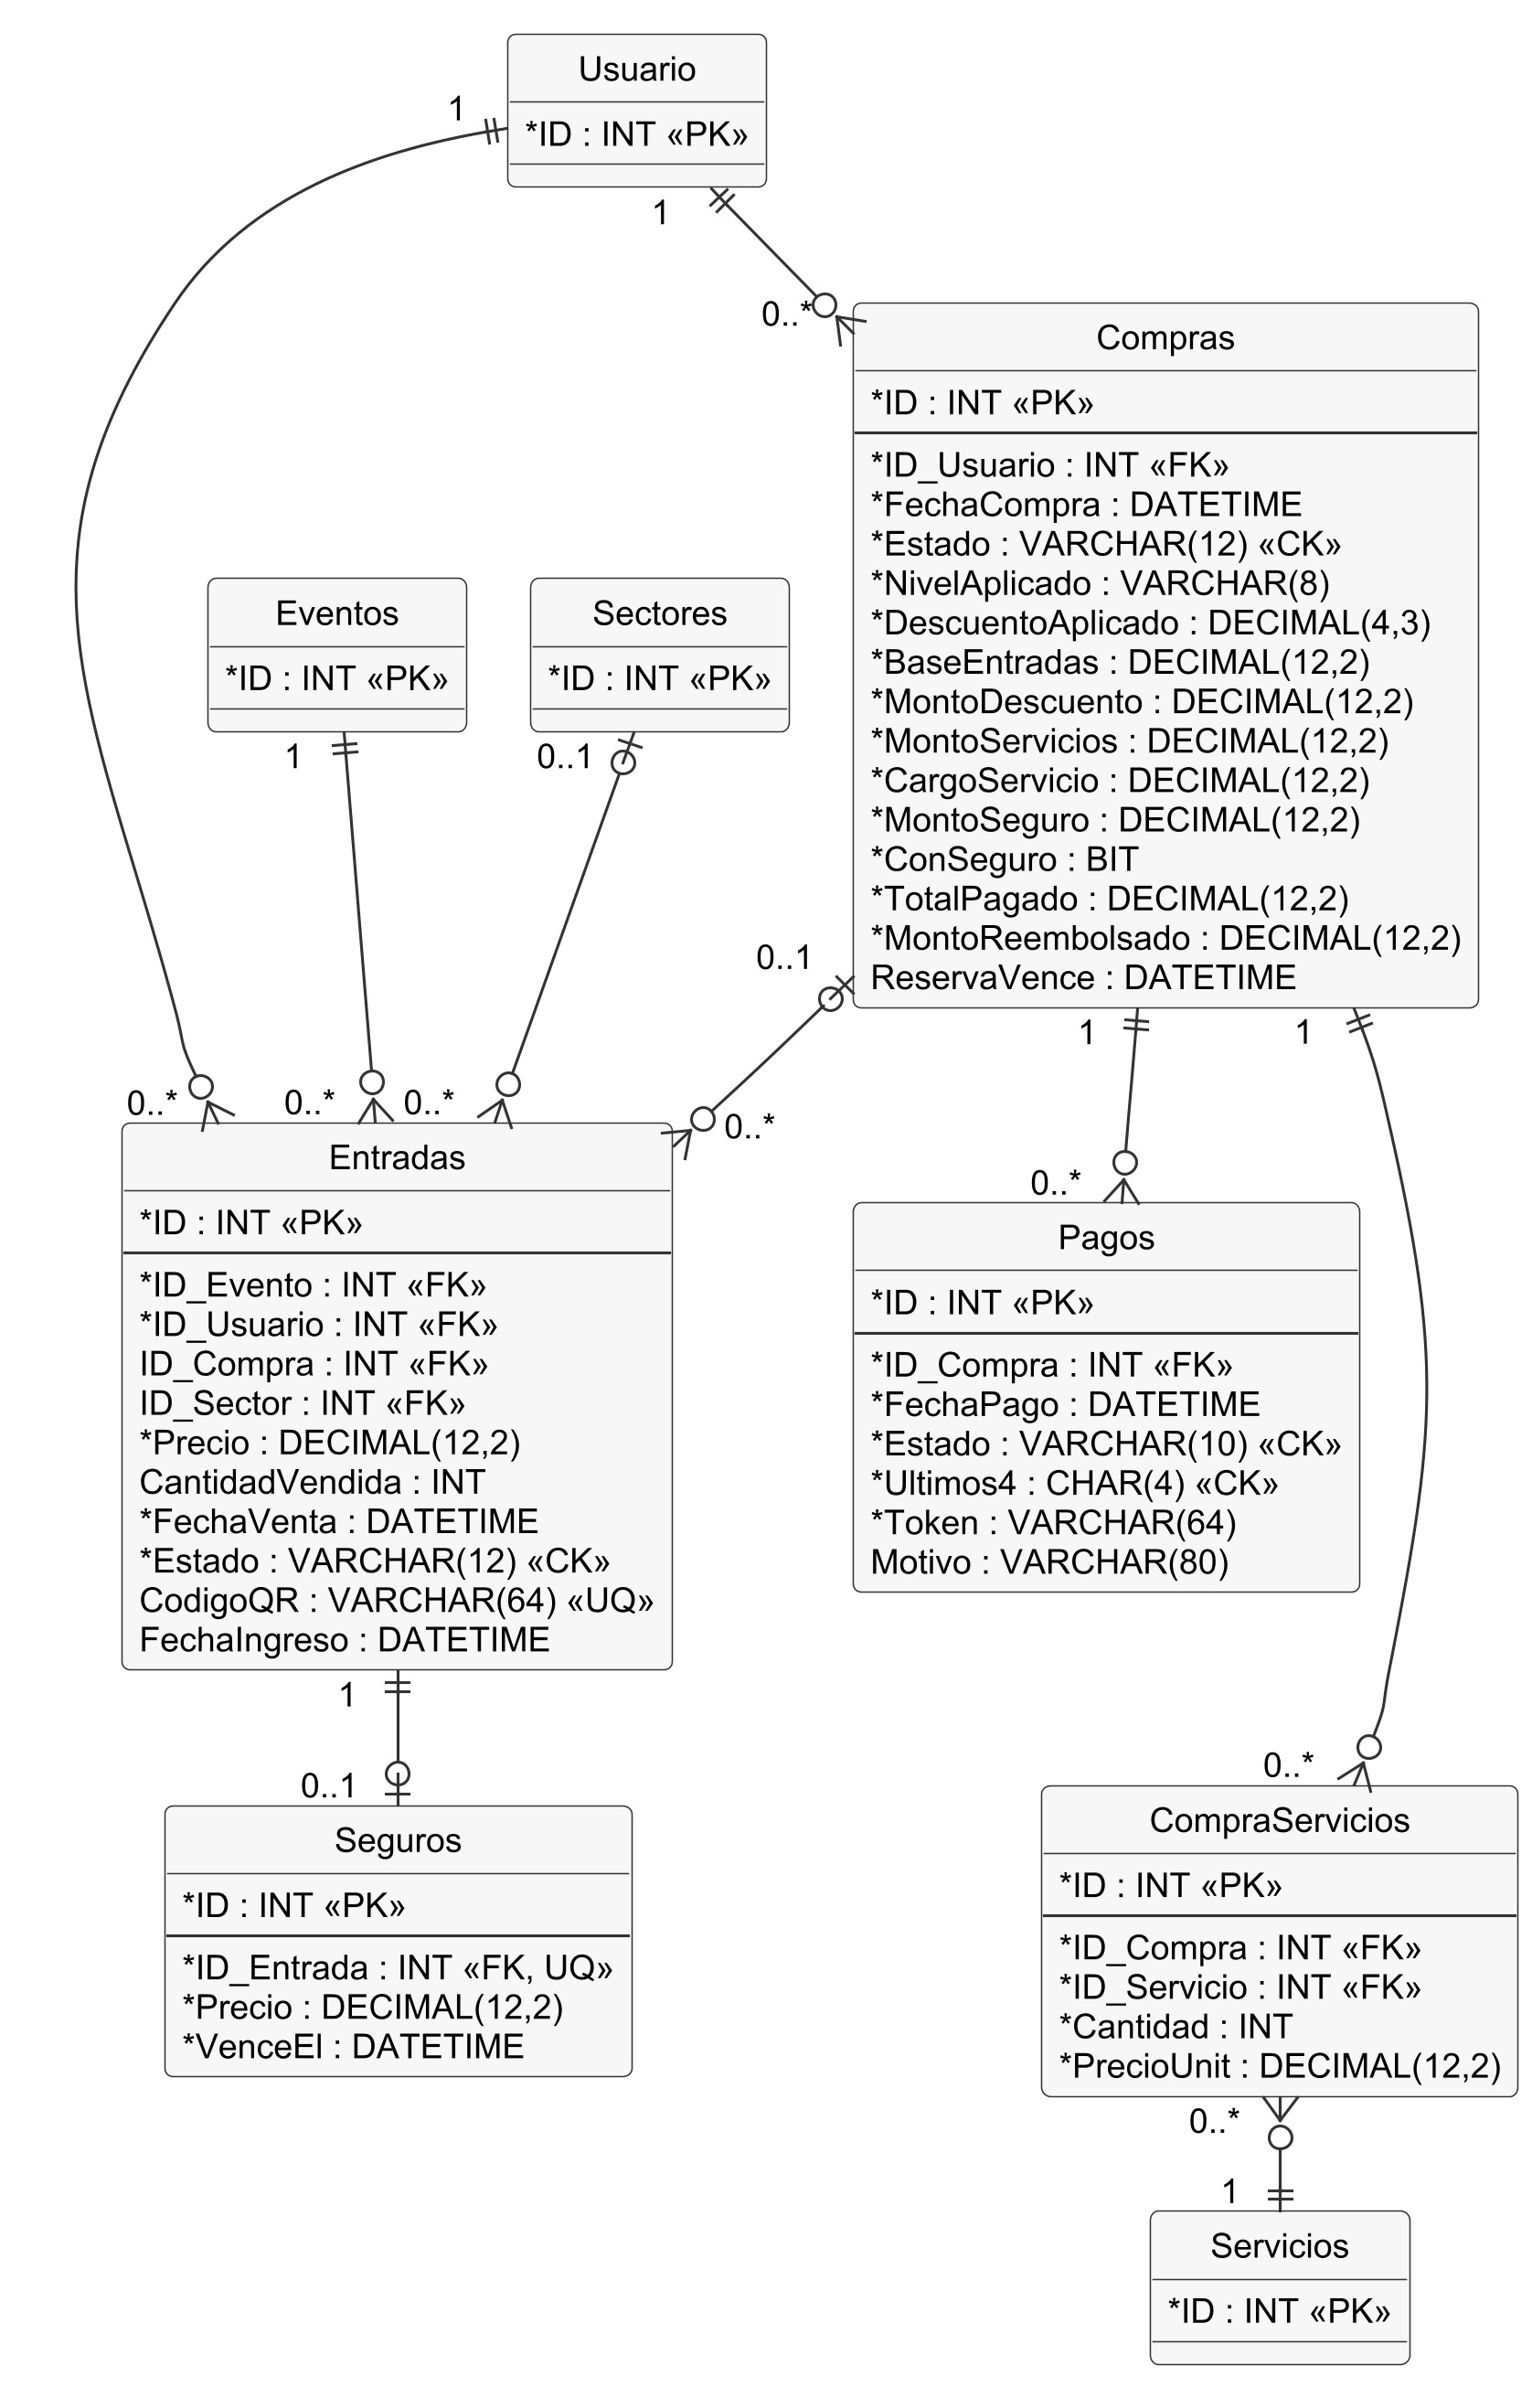 Usuario
*ID : INT «PK»
1
1
0..*
Compras
*ID : INT «PK»
*ID_Usuario : INT «FK»
*FechaCompra : DATETIME
*Estado : VARCHAR(12) «CK»
*NivelAplicado : VARCHAR(8)
*DescuentoAplicado : DECIMAL(4,3)
*BaseEntradas : DECIMAL(12,2)
*MontoDescuento : DECIMAL(12,2)
*MontoServicios : DECIMAL(12,2)
*CargoServicio : DECIMAL(12,2)
*MontoSeguro : DECIMAL(12,2)
*ConSeguro : BIT
*TotalPagado : DECIMAL(12,2)
*MontoReembolsado : DECIMAL(12,2)
ReservaVence : DATETIME
Eventos
*ID : INT «PK»
1
Sectores
*ID : INT «PK»
0..1
0..1
1
1
0..*
0..*
0..*
0..*
Entradas
*ID : INT «PK»
*ID_Evento : INT «FK»
*ID_Usuario : INT «FK»
ID_Compra : INT «FK»
ID_Sector : INT «FK»
*Precio : DECIMAL(12,2)
CantidadVendida : INT
*FechaVenta : DATETIME
*Estado : VARCHAR(12) «CK»
CodigoQR : VARCHAR(64) «UQ»
FechaIngreso : DATETIME
0..*
Pagos
*ID : INT «PK»
*ID_Compra : INT «FK»
*FechaPago : DATETIME
*Estado : VARCHAR(10) «CK»
*Ultimos4 : CHAR(4) «CK»
*Token : VARCHAR(64)
Motivo : VARCHAR(80)
1
0..1
Seguros
*ID : INT «PK»
*ID_Entrada : INT «FK, UQ»
*Precio : DECIMAL(12,2)
*VenceEl : DATETIME
0..*
CompraServicios
*ID : INT «PK»
*ID_Compra : INT «FK»
*ID_Servicio : INT «FK»
*Cantidad : INT
*PrecioUnit : DECIMAL(12,2)
0..*
1
Servicios
*ID : INT «PK»